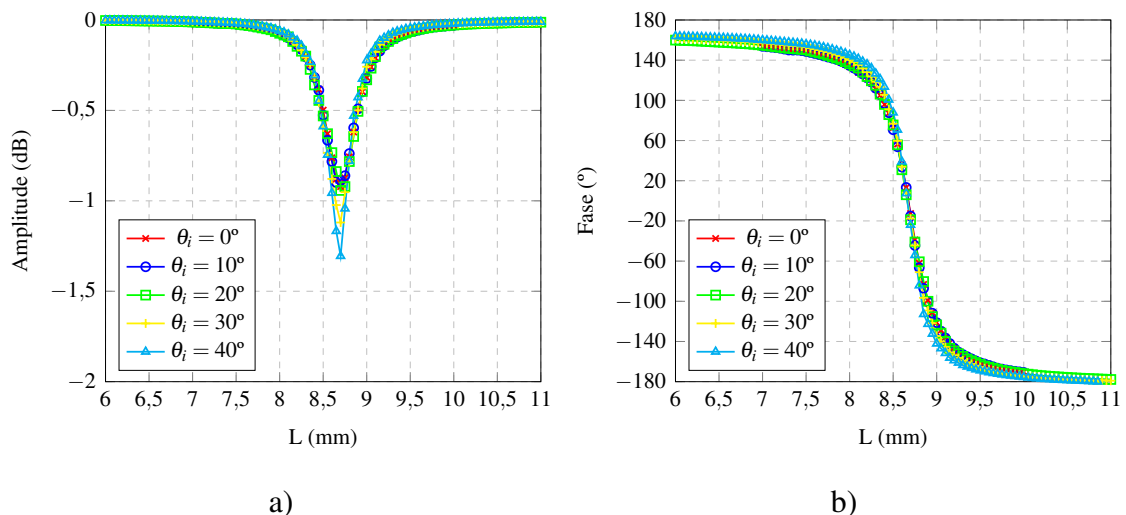 0
−0,5
−1
−1,5
−2
Amplitude (dB)
6 6,5 7 7,5 8 8,5 9 9,5 10 10,5 11
L (mm)
θi = 0º
θi = 10º
θi = 20º
θi = 30º
θi = 40º
a)
180
140
100
60
20
−20
−60
−100
−140
−180
Fase (º)
6 6,5 7 7,5 8 8,5 9 9,5 10 10,5 11
L (mm)
θi = 0º
θi = 10º
θi = 20º
θi = 30º
θi = 40º
b)